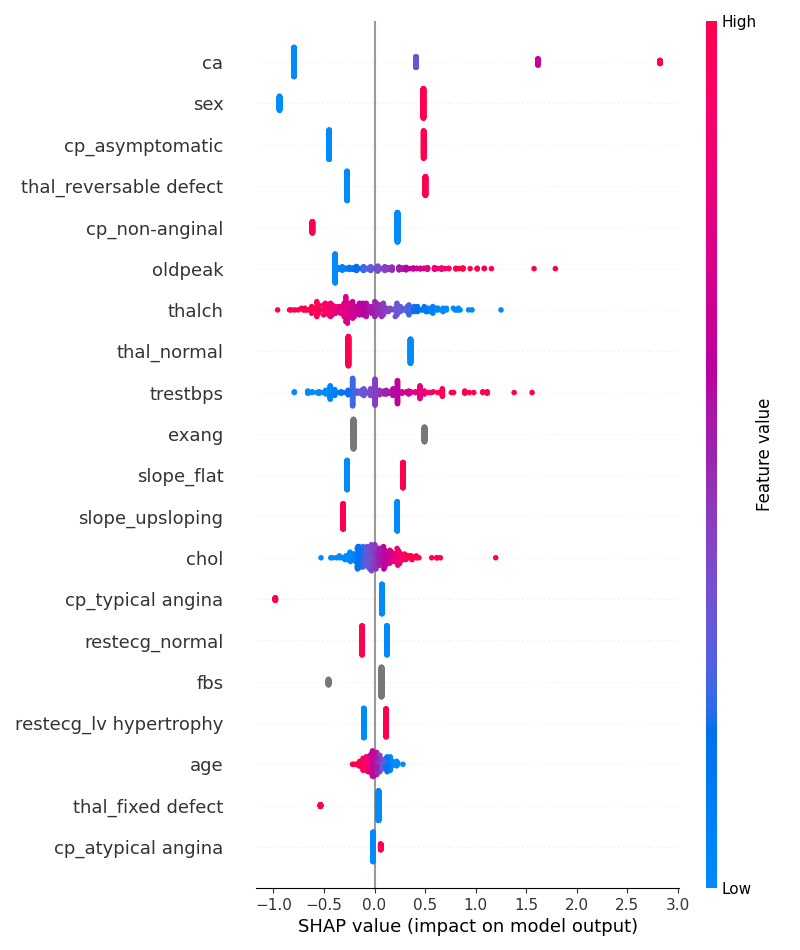 High
ca
sex
cp_asymptomatic
thal_reversable defect
cp_non-anginal
oldpeak
thalch
thal_normal
trestbps
exang
slope_flat
slope_upsloping
chol
cp_typical angina
restecg_normal
fbs
restecg_lv hypertrophy
age
thal_fixed defect
cp_atypical angina
Feature value
Low
−1.0 −0.5 0.0 0.5 1.0 1.5 2.0 2.5 3.0
SHAP value (impact on model output)